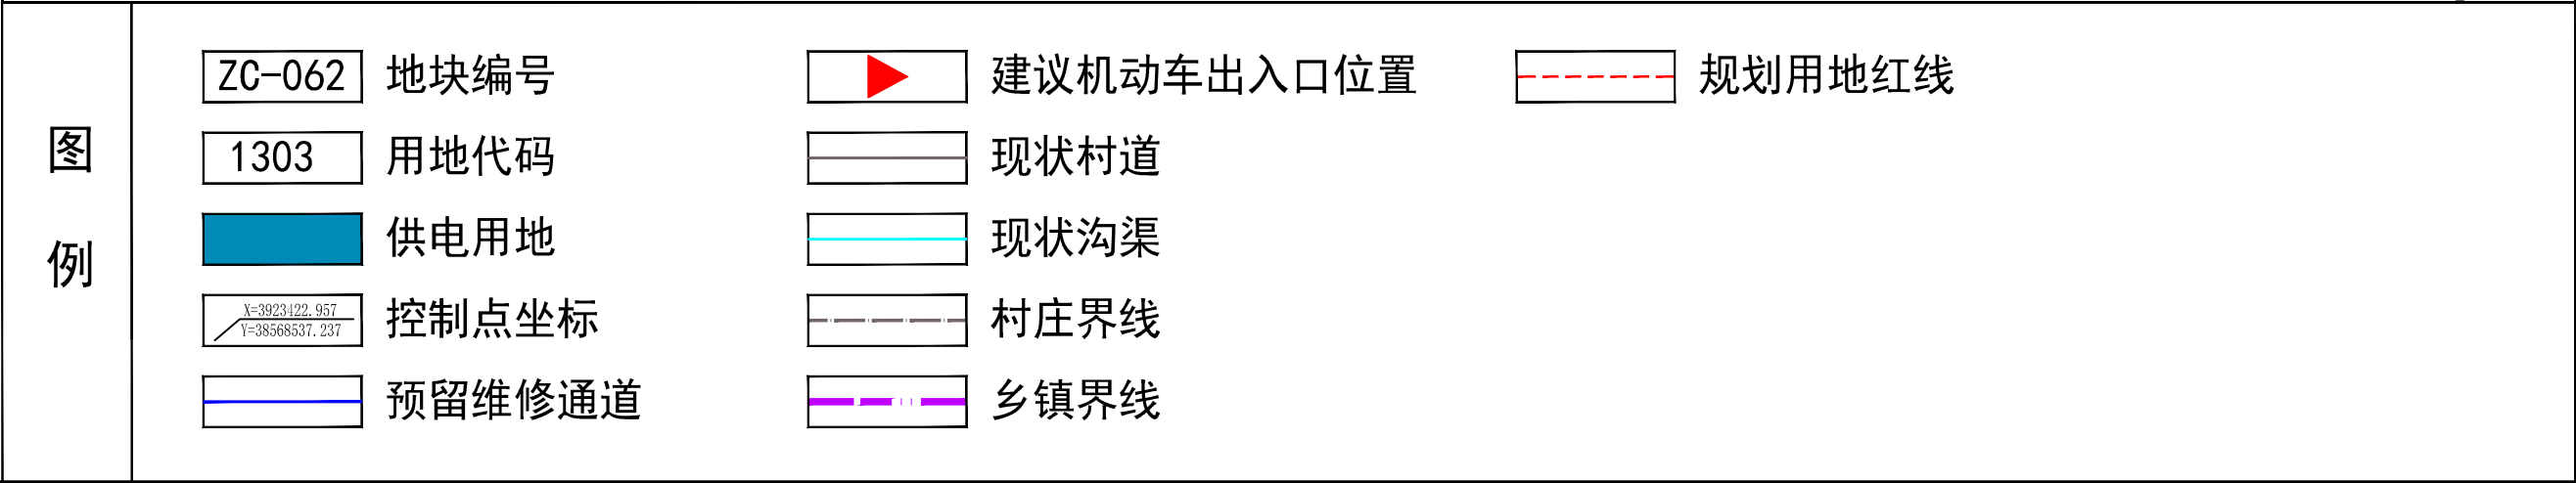 图例
ZC-062 地块编号
1303 用地代码
供电用地
X=3923422.957
Y=38568537.237
控制点坐标
预留维修通道
建议机动车出入口位置
现状村道
现状沟渠
村庄界线
乡镇界线
规划用地红线